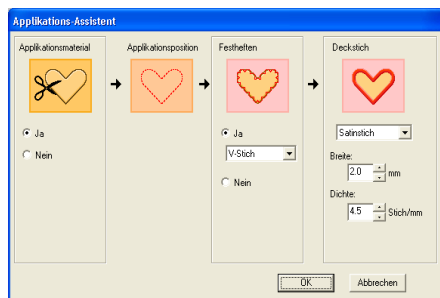 Applikations-Assistent
Applikationsmaterial
Applikationsposition
Festheften
Deckstich
Ja
Nein
Ja
V-Stich
Nein
Satinstich
Breite:
2.0 mm
Dichte:
4.5 Stich/mm
OK
Abbrechen